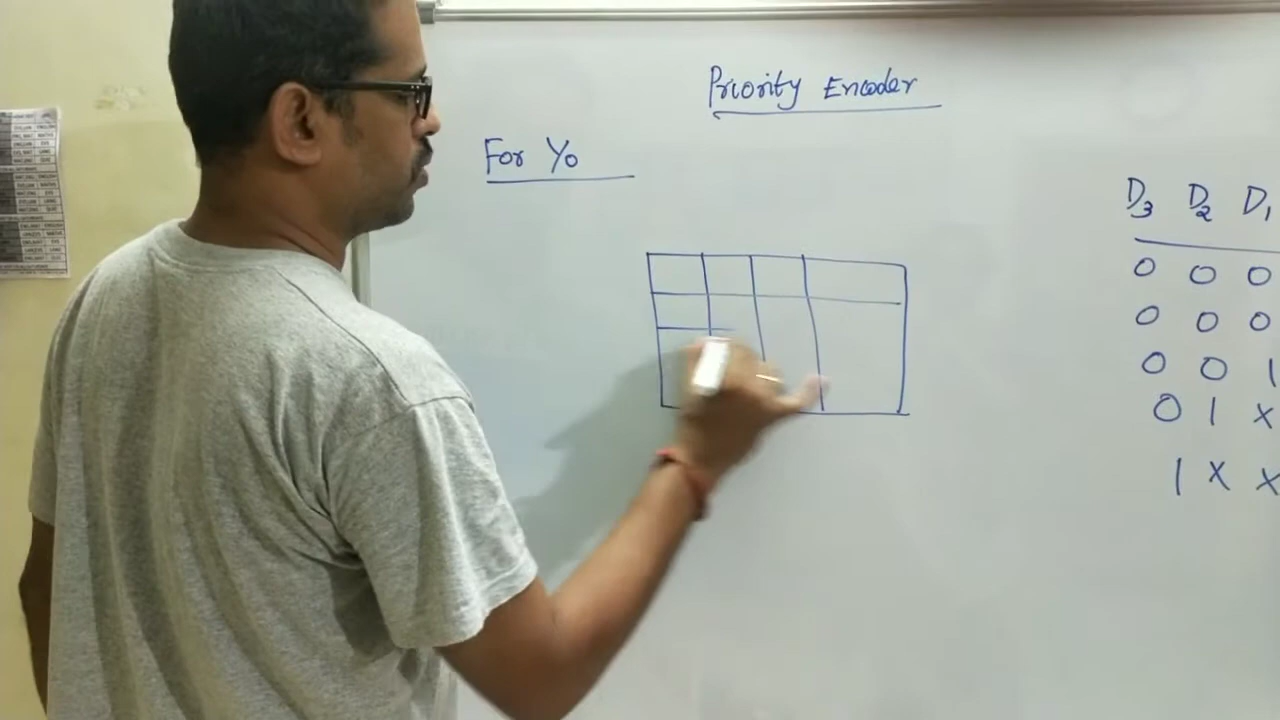 Priority Encoder
For Y₀
D₃ D₂ D₁
0 0 0
0 0 0
0 0 1
0 1 X
1 X X